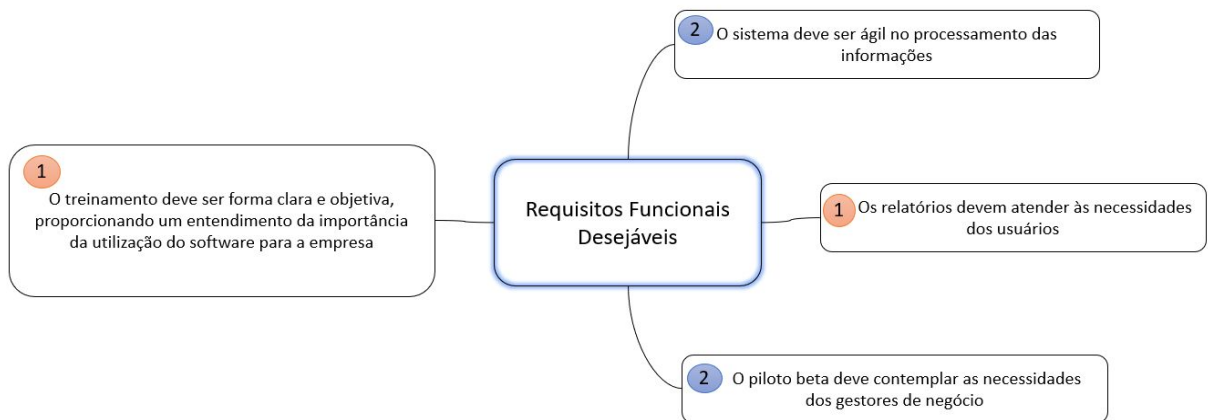 2
O sistema deve ser ágil no processamento das
informações
1
O treinamento deve ser forma clara e objetiva,
proporcionando um entendimento da importância
da utilização do software para a empresa
Requisitos Funcionais
Desejáveis
1
Os relatórios devem atender às necessidades
dos usuários
2
O piloto beta deve contemplar as necessidades
dos gestores de negócio